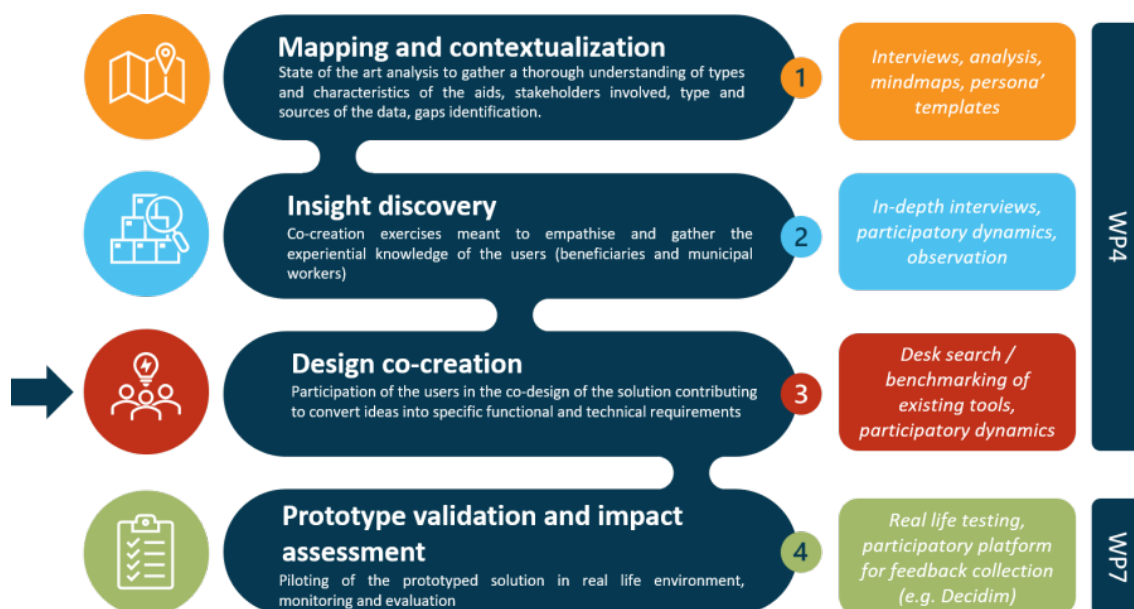 Mapping and contextualization
State of the art analysis to gather a thorough understanding of types
and characteristics of the aids, stakeholders involved, type and
sources of the data, gaps identification.
1
Interviews, analysis,
mindmaps, persona’
templates
Insight discovery
Co-creation exercises meant to empathise and gather the
experiential knowledge of the users (beneficiaries and municipal
workers)
2
In-depth interviews,
participatory dynamics,
observation
WP4
Design co-creation
Participation of the users in the co-design of the solution contributing
to convert ideas into specific functional and technical requirements
3
Desk search /
benchmarking of
existing tools,
participatory dynamics
Prototype validation and impact
assessment
Piloting of the prototyped solution in real life environment,
monitoring and evaluation
4
Real life testing,
participatory platform
for feedback collection
(e.g. Decidim)
WP7